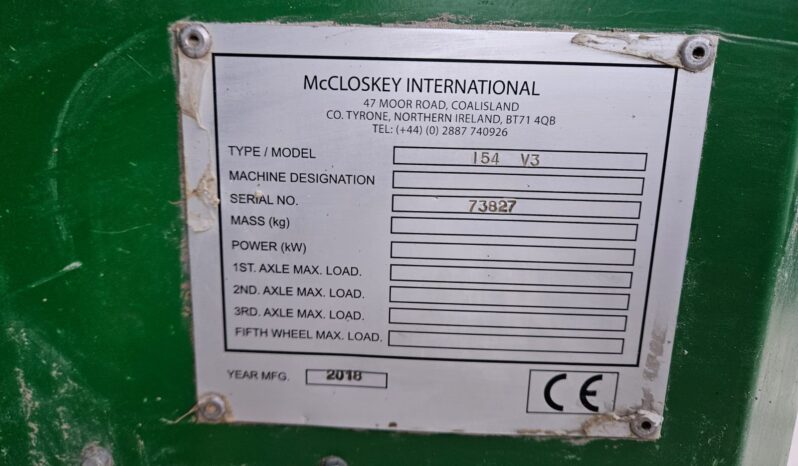 McCLOSKEY INTERNATIONAL
47 MOOR ROAD, COALISLAND
CO. TYRONE, NORTHERN IRELAND, BT71 4QB
TEL: (+44) (0) 2887 740926
TYPE / MODEL I54 V3
MACHINE DESIGNATION
SERIAL NO. 73827
MASS (kg)
POWER (kW)
1ST. AXLE MAX. LOAD.
2ND. AXLE MAX. LOAD.
3RD. AXLE MAX. LOAD.
FIFTH WHEEL MAX. LOAD.
YEAR MFG. 2018
CE